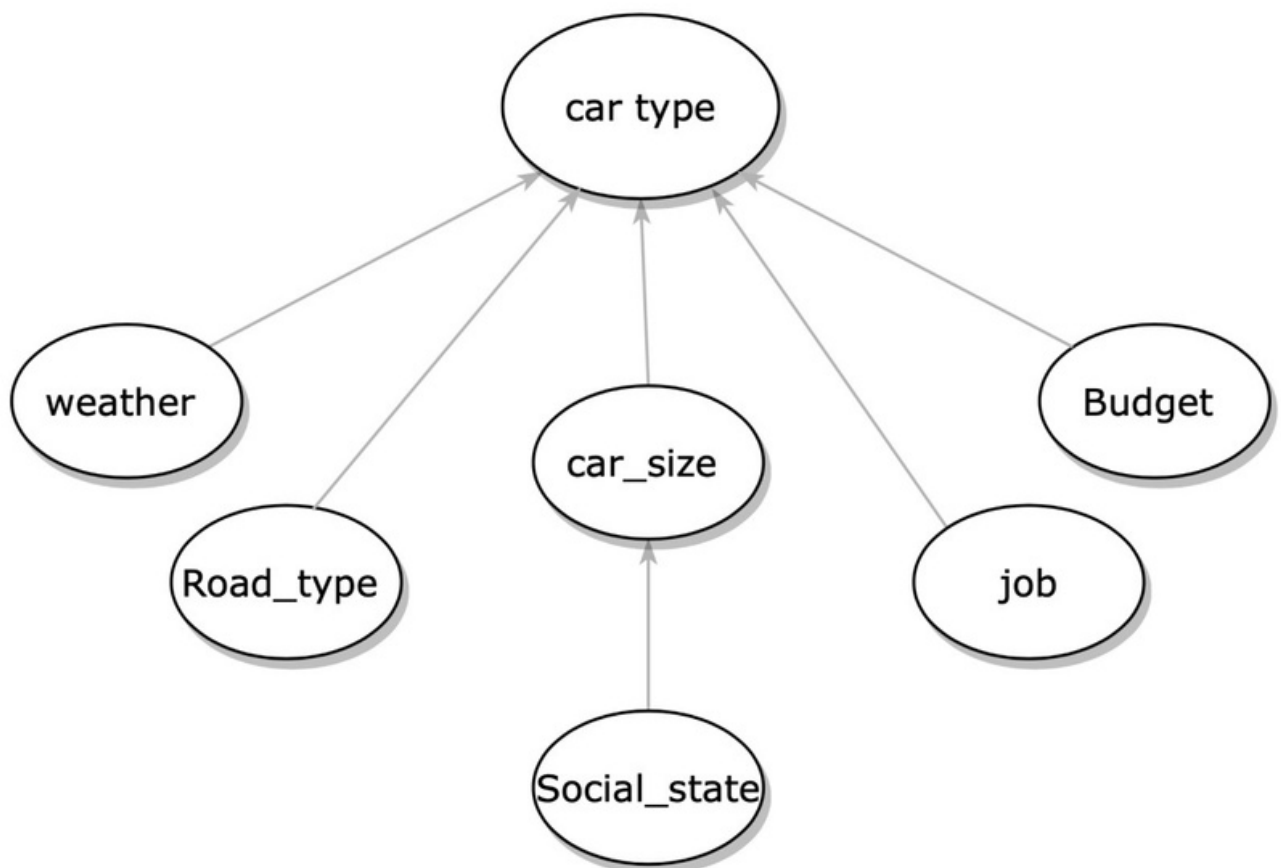 car type
weather
Budget
car_size
Road_type
job
Social_state